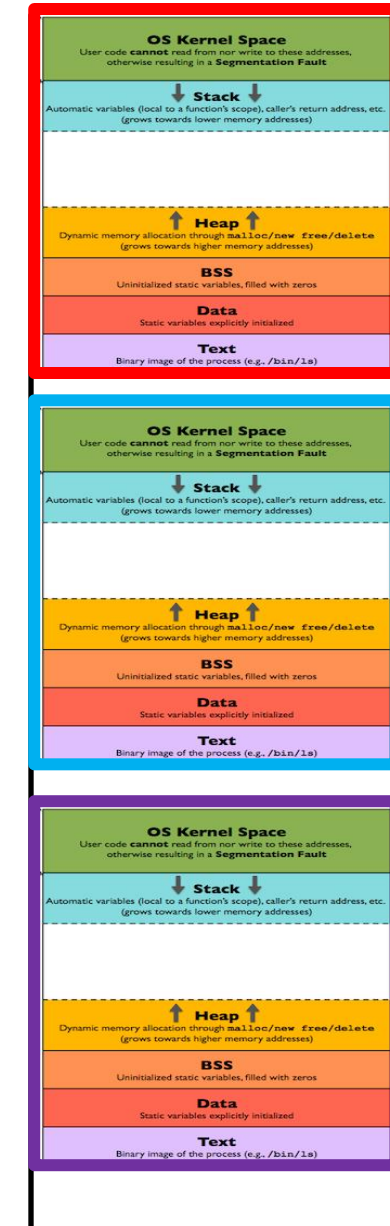 OS Kernel Space
User code cannot read from nor write to these addresses,
otherwise resulting in a Segmentation Fault
Stack
Automatic variables (local to a function's scope), caller's return address, etc.
(grows towards lower memory addresses)
Heap
Dynamic memory allocation through malloc/new free/delete
(grows towards higher memory addresses)
BSS
Uninitialized static variables, filled with zeros
Data
Static variables explicitly initialized
Text
Binary image of the process (e.g., /bin/ls)
OS Kernel Space
User code cannot read from nor write to these addresses,
otherwise resulting in a Segmentation Fault
Stack
Automatic variables (local to a function's scope), caller's return address, etc.
(grows towards lower memory addresses)
Heap
Dynamic memory allocation through malloc/new free/delete
(grows towards higher memory addresses)
BSS
Uninitialized static variables, filled with zeros
Data
Static variables explicitly initialized
Text
Binary image of the process (e.g., /bin/ls)
OS Kernel Space
User code cannot read from nor write to these addresses,
otherwise resulting in a Segmentation Fault
Stack
Automatic variables (local to a function's scope), caller's return address, etc.
(grows towards lower memory addresses)
Heap
Dynamic memory allocation through malloc/new free/delete
(grows towards higher memory addresses)
BSS
Uninitialized static variables, filled with zeros
Data
Static variables explicitly initialized
Text
Binary image of the process (e.g., /bin/ls)